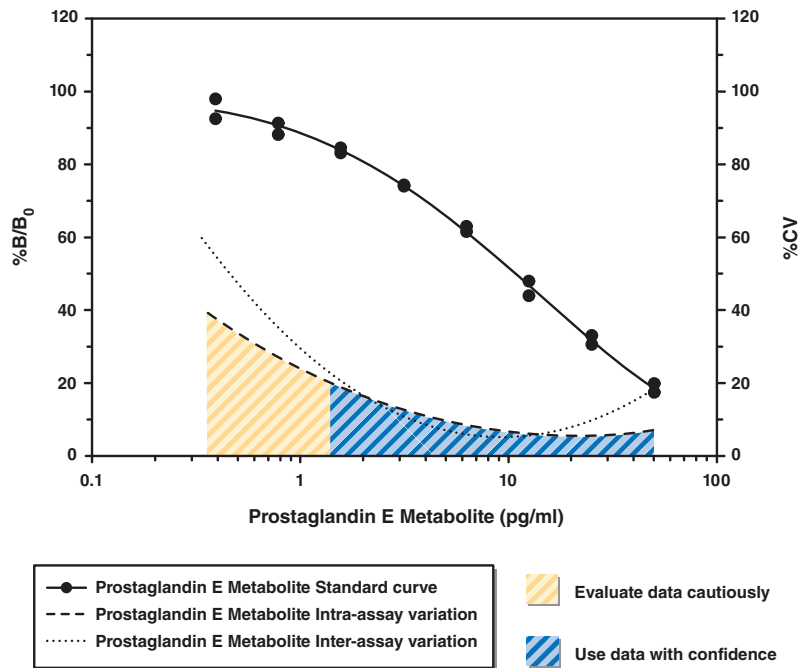 120 120
100 100
80 80
60 60
40 40
20 20
0 0
%B/B₀
%CV
0.1 1 10 100
Prostaglandin E Metabolite (pg/ml)
Prostaglandin E Metabolite Standard curve
Prostaglandin E Metabolite Intra-assay variation
Prostaglandin E Metabolite Inter-assay variation
Evaluate data cautiously
Use data with confidence